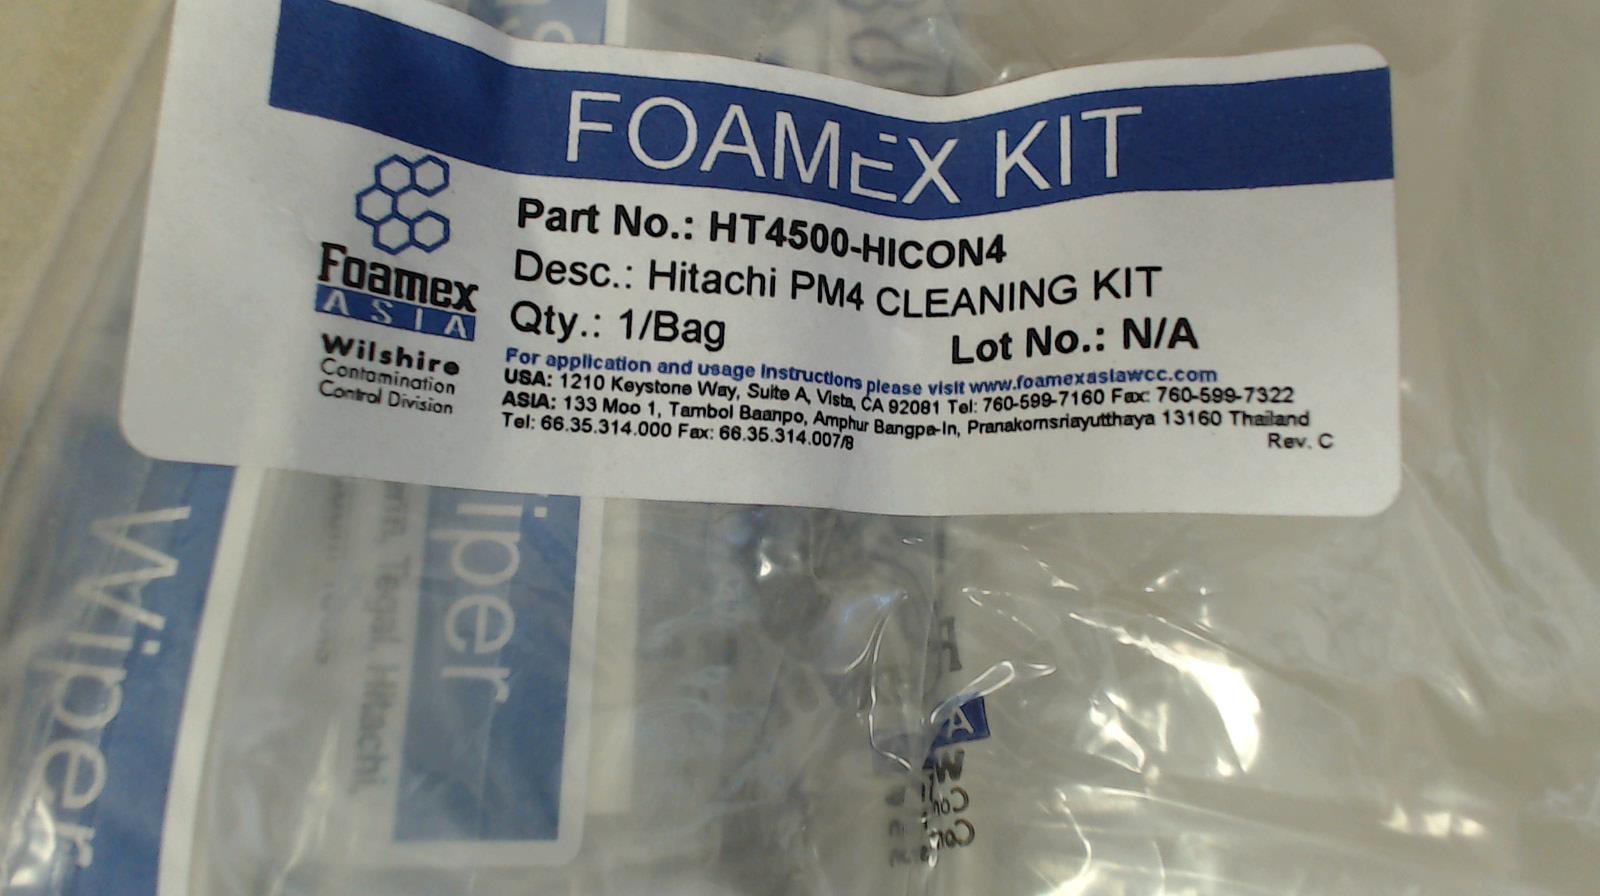 FOAMEX KIT
Foamex
ASIA
Wilshire
Contamination
Control Division
Part No.: HT4500-HICON4
Desc.: Hitachi PM4 CLEANING KIT
Qty.: 1/Bag
Lot No.: N/A
For application and usage instructions please visit www.foamexasiawcc.com
USA: 1210 Keystone Way, Suite A, Vista, CA 92081 Tel: 760-599-7160 Fax: 760-599-7322
ASIA: 133 Moo 1, Tambol Baanpo, Amphur Bangpa-In, Pranakornsriayutthaya 13160 Thailand
Tel: 66.35.314.000 Fax: 66.35.314.007/8
Rev. C
Wiper
Tegal, Hitachi,
iper